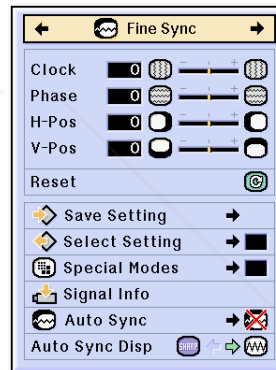 Fine Sync
Clock 0 - +
Phase 0 - +
H-Pos 0 - +
V-Pos 0 - +
Reset
Save Setting
Select Setting
Special Modes
Signal Info
Auto Sync
Auto Sync Disp SHARP